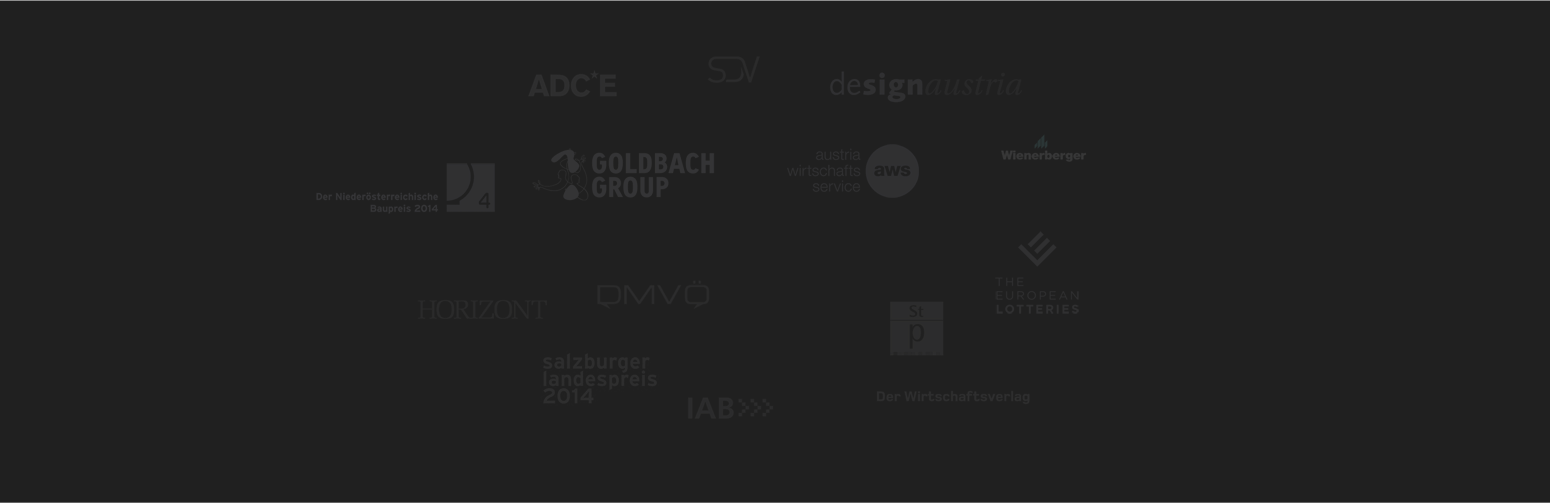 ADC*E
SDV
designaustria
Der Niederösterreichische
Baupreis 2014
4
GOLDBACH
GROUP
austria
wirtschafts
service
aws
Wienerberger
HORIZONT
DMVÖ
St
p
THE
EUROPEAN
LOTTERIES
salzburger
landespreis
2014
IAB
Der Wirtschaftsverlag